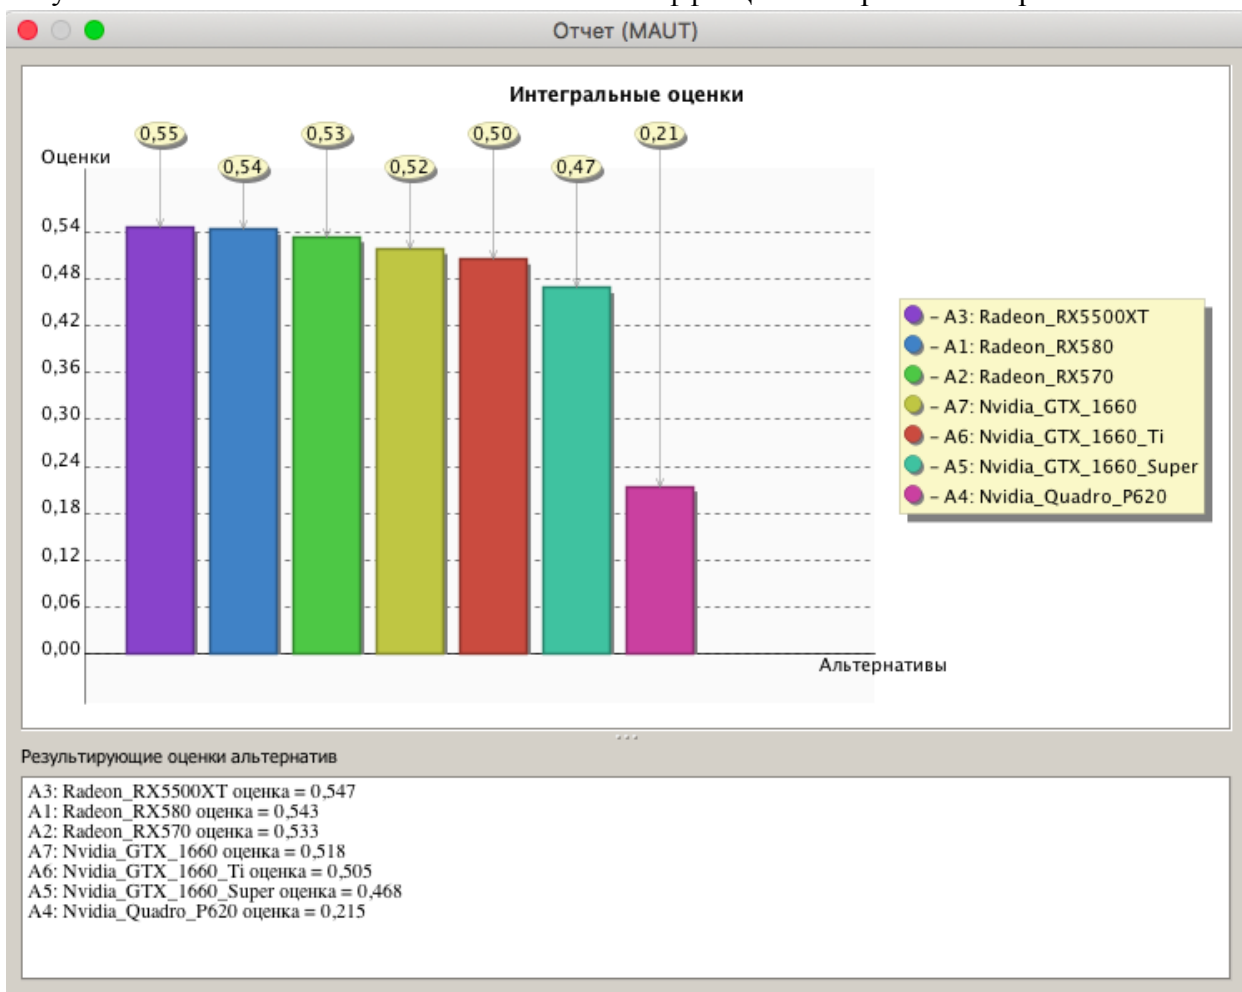 Отчет (MAUT)
Интегральные оценки
0,55
0,53
0,50
0,21
Оценки
0,54
0,52
0,47
0,54
0,48
0,42
0,36
0,30
0,24
0,18
0,12
0,06
0,00
Альтернативы
– A3: Radeon_RX5500XT
– A1: Radeon_RX580
– A2: Radeon_RX570
– A7: Nvidia_GTX_1660
– A6: Nvidia_GTX_1660_Ti
– A5: Nvidia_GTX_1660_Super
– A4: Nvidia_Quadro_P620
Результирующие оценки альтернатив
A3: Radeon_RX5500XT оценка = 0,547
A1: Radeon_RX580 оценка = 0,543
A2: Radeon_RX570 оценка = 0,533
A7: Nvidia_GTX_1660 оценка = 0,518
A6: Nvidia_GTX_1660_Ti оценка = 0,505
A5: Nvidia_GTX_1660_Super оценка = 0,468
A4: Nvidia_Quadro_P620 оценка = 0,215